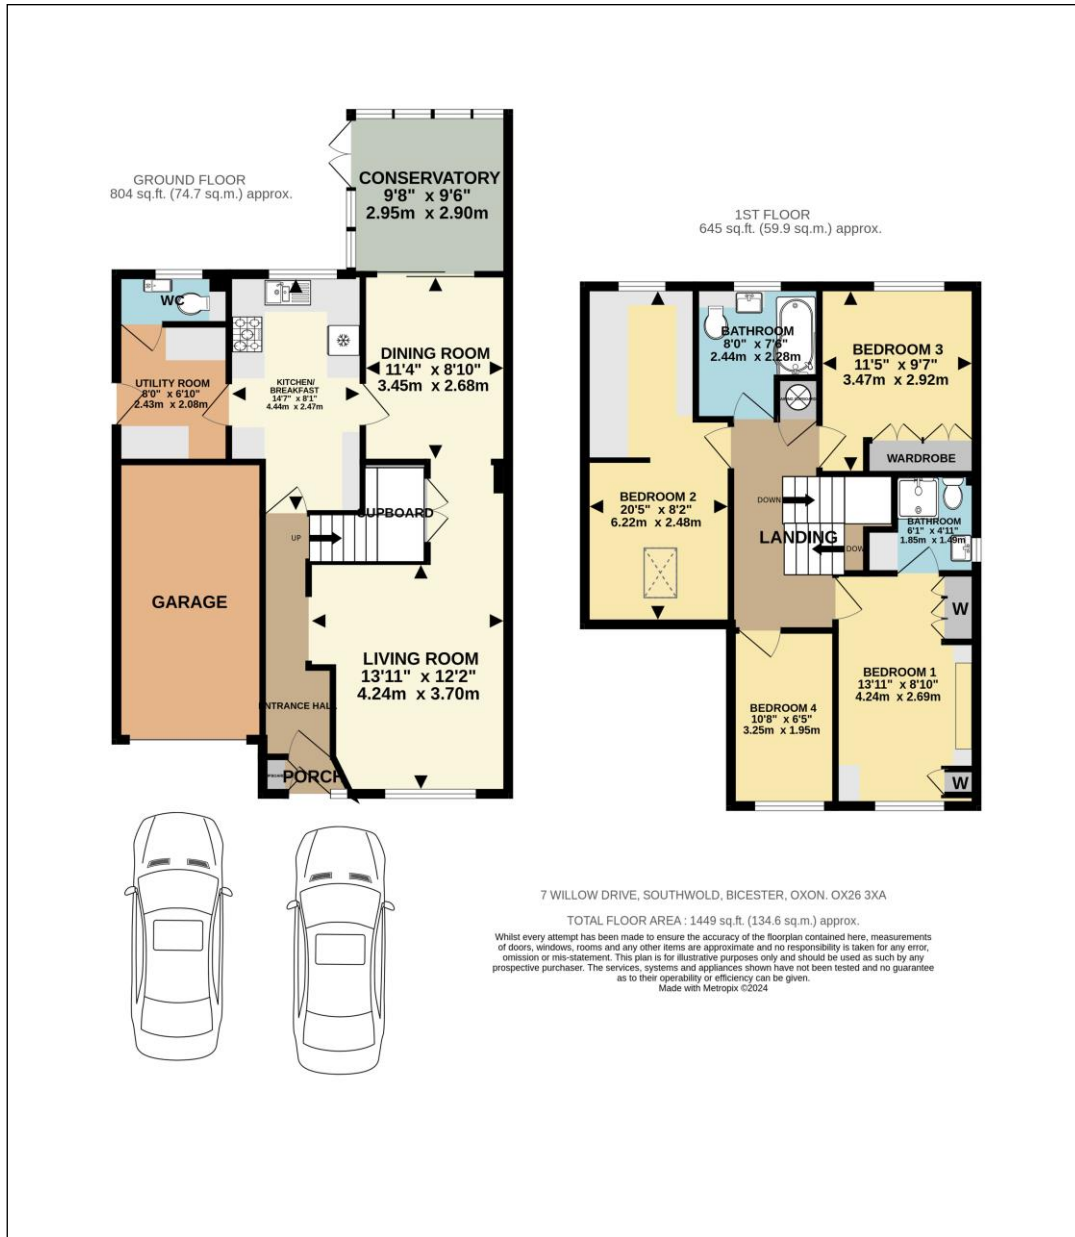 GROUND FLOOR
804 sq.ft. (74.7 sq.m.) approx.
CONSERVATORY
9'8" x 9'6"
2.95m x 2.90m
WC
UTILITY ROOM
8'0" x 6'10"
2.43m x 2.08m
KITCHEN/
BREAKFAST
14'7" x 8'1"
4.44m x 2.47m
DINING ROOM
11'4" x 8'10"
3.45m x 2.68m
CUPBOARD
UP
GARAGE
LIVING ROOM
13'11" x 12'2"
4.24m x 3.70m
ENTRANCE HALL
PORCH
1ST FLOOR
645 sq.ft. (59.9 sq.m.) approx.
BATHROOM
8'0" x 7'6"
2.44m x 2.28m
BEDROOM 3
11'5" x 9'7"
3.47m x 2.92m
WARDROBE
BEDROOM 2
20'5" x 8'2"
6.22m x 2.48m
DOWN
LANDING
DOWN
BATHROOM
6'1" x 4'11"
1.85m x 1.49m
W
BEDROOM 1
13'11" x 8'10"
4.24m x 2.69m
BEDROOM 4
10'8" x 6'5"
3.25m x 1.95m
W
7 WILLOW DRIVE, SOUTHWOLD, BICESTER, OXON. OX26 3XA
TOTAL FLOOR AREA : 1449 sq.ft. (134.6 sq.m.) approx.
Whilst every attempt has been made to ensure the accuracy of the floorplan contained here, measurements
of doors, windows, rooms and any other items are approximate and no responsibility is taken for any error,
omission or mis-statement. This plan is for illustrative purposes only and should be used as such by any
prospective purchaser. The services, systems and appliances shown have not been tested and no guarantee
as to their operability or efficiency can be given.
Made with Metropix ©2024